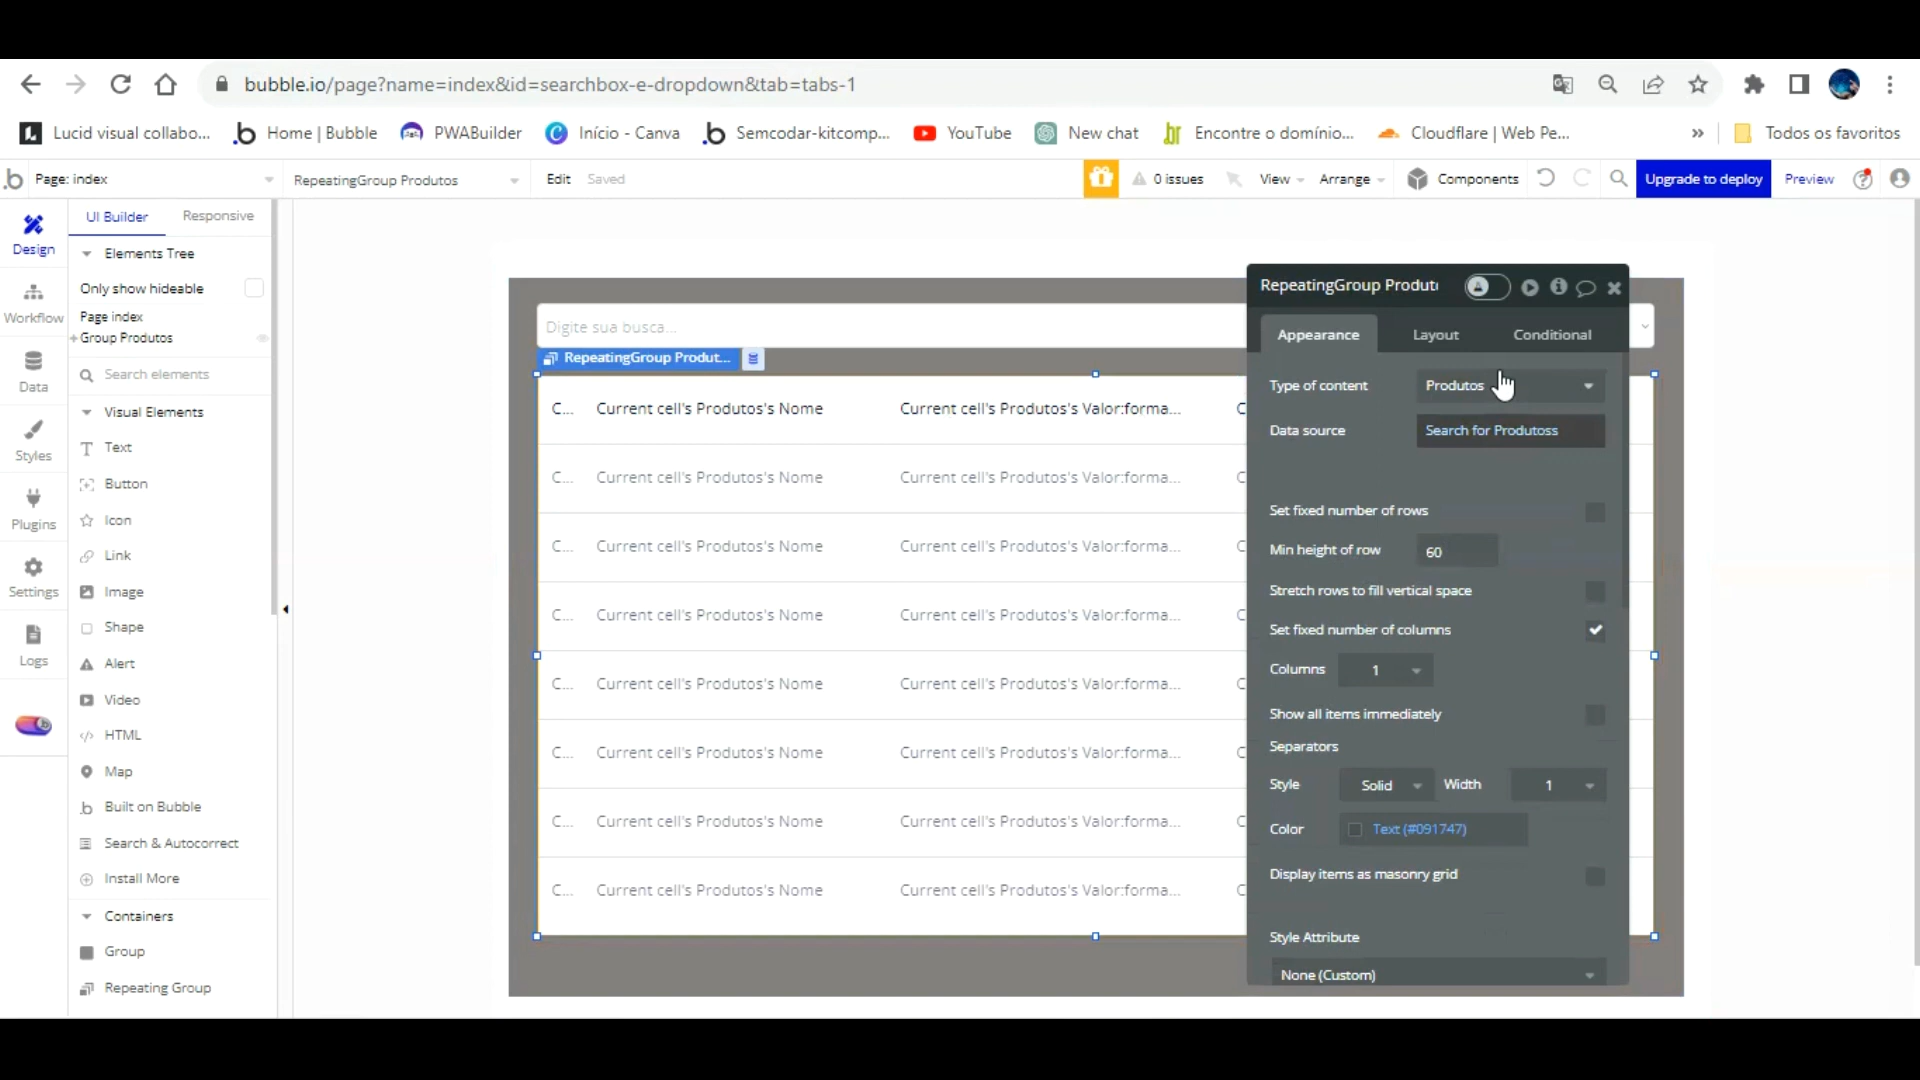 bubble.io/page?name=index&id=searchbox-e-dropdown&tab=tabs-1
Lucid visual collabo... Home | Bubble PWABuilder Início - Canva Semcodar-kitcomp... YouTube New chat Encontre o domínio... Cloudflare | Web Pe... » Todos os favoritos
Page: index RepeatingGroup Produtos Edit Saved 0 issues View Arrange Components Upgrade to deploy Preview
Design
Workflow
Data
Styles
Plugins
Settings
Logs
UI Builder Responsive
Elements Tree
Only show hideable
Page index
Group Produtos
Search elements
Visual Elements
Text
Button
Icon
Link
Image
Shape
Alert
Video
HTML
Map
Built on Bubble
Search & Autocorrect
Install More
Containers
Group
Repeating Group
Digite sua busca...
RepeatingGroup Produt...
C... Current cell's Produtos's Nome Current cell's Produtos's Valor:forma... C
C... Current cell's Produtos's Nome Current cell's Produtos's Valor:forma... C
C... Current cell's Produtos's Nome Current cell's Produtos's Valor:forma... C
C... Current cell's Produtos's Nome Current cell's Produtos's Valor:forma... C
C... Current cell's Produtos's Nome Current cell's Produtos's Valor:forma... C
C... Current cell's Produtos's Nome Current cell's Produtos's Valor:forma... C
C... Current cell's Produtos's Nome Current cell's Produtos's Valor:forma... C
C... Current cell's Produtos's Nome Current cell's Produtos's Valor:forma... C
RepeatingGroup Produt
Appearance Layout Conditional
Type of content Produtos
Data source Search for Produtoss
Set fixed number of rows
Min height of row 60
Stretch rows to fill vertical space
Set fixed number of columns
Columns 1
Show all items immediately
Separators
Style Solid Width 1
Color Text (#091747)
Display items as masonry grid
Style Attribute
None (Custom)